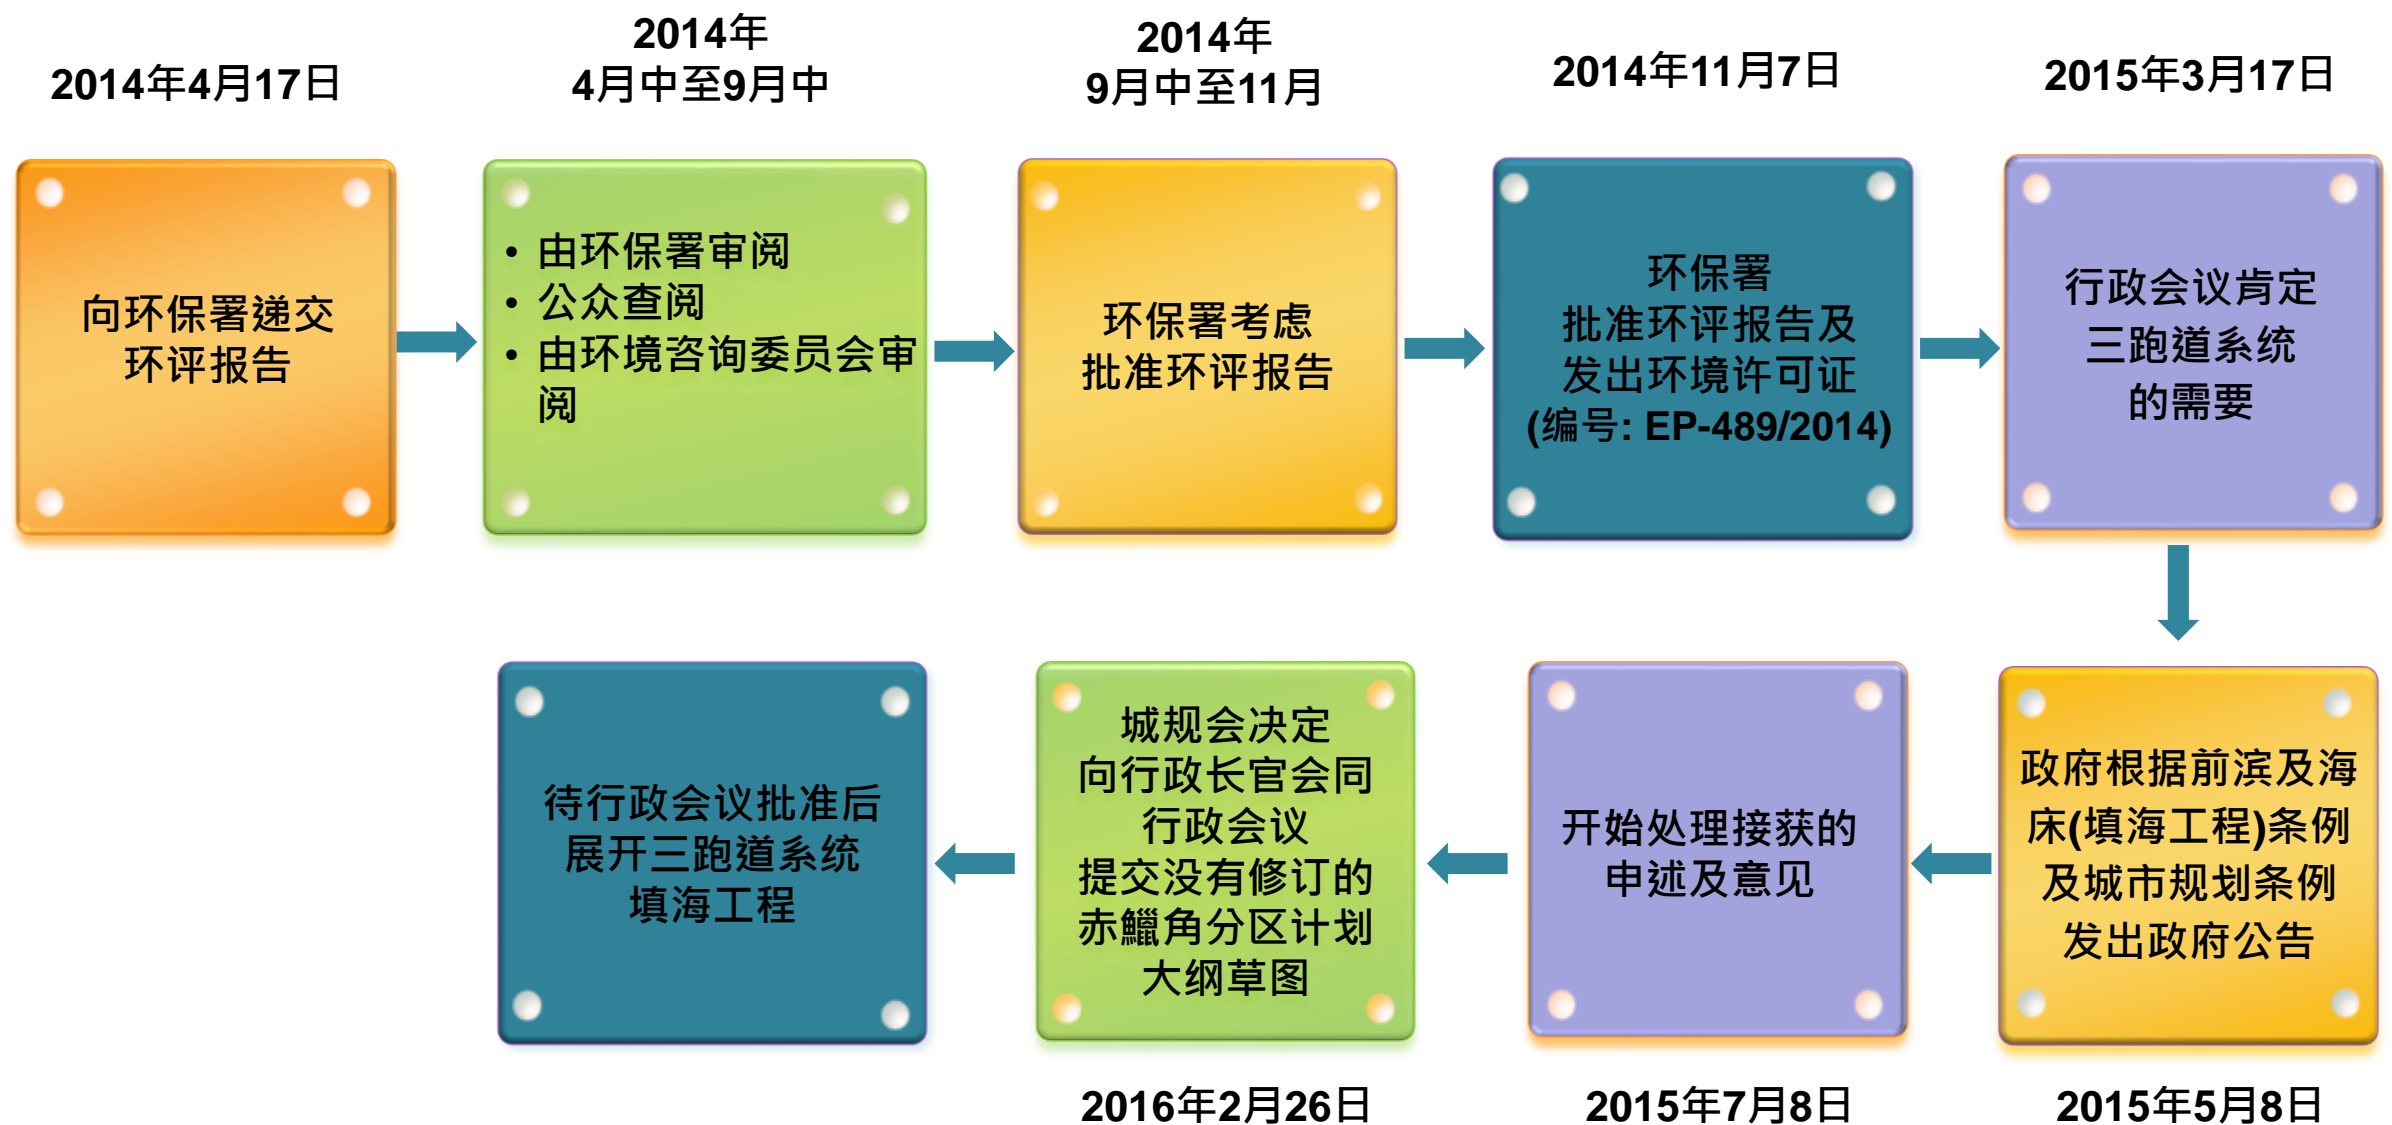 2014年4月17日
2014年
4月中至9月中
2014年
9月中至11月
2014年11月7日
2015年3月17日
向环保署递交
环评报告
• 由环保署审阅
• 公众查阅
• 由环境咨询委员会审
阅
环保署考虑
批准环评报告
环保署
批准环评报告及
发出环境许可证
(编号: EP-489/2014)
行政会议肯定
三跑道系统
的需要
政府根据前滨及海
床(填海工程)条例
及城市规划条例
发出政府公告
2015年5月8日
开始处理接获的
申述及意见
2015年7月8日
城规会决定
向行政长官会同
行政会议
提交没有修订的
赤鱲角分区计划
大纲草图
2016年2月26日
待行政会议批准后
展开三跑道系统
填海工程